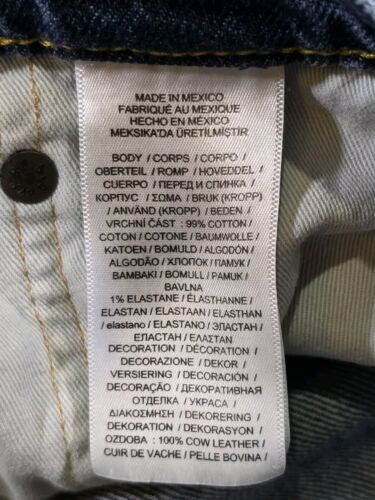 MADE IN MEXICO
FABRIQUÉ AU MEXIQUE
HECHO EN MÉXICO
MEKSIKA'DA ÜRETİLMİŞTİR
BODY / CORPS / CORPO /
OBERTEIL / ROMP / HOVEDDEL /
CUERPO / ПЕРЕД И СПИНКА /
КОРПУС / ΣΩΜΑ / BRUK (KROPP)
/ ANVÄND (KROPP) / BEDEN /
VRCHNÍ ČÁST : 99% COTTON /
COTON / COTONE / BAUMWOLLE /
KATOEN / BOMULD / ALGODÓN /
ALGODÃO / ХЛОПОК / ПАМУК /
ΒΑΜΒΑΚΙ / BOMULL / PAMUK /
BAVLNA
1% ELASTANE / ÉLASTHANNE /
ELASTAN / ELASTAAN / ELASTHAN
/ elastano / ELASTANO / ЭЛАСТАН /
ЕЛАСТАН / ΕΛΑΣΤΑΝ
DECORATION / DÉCORATION /
DECORAZIONE / DEKOR /
VERSIERING / DECORACIÓN /
DECORAÇÃO / ДЕКОРАТИВНАЯ
ОТДЕЛКА / УКРАСА /
ΔΙΑΚΟΣΜΗΣΗ / DEKORERING /
DEKORATION / DEKORASYON /
OZDOBA : 100% COW LEATHER /
CUIR DE VACHE / PELLE BOVINA /